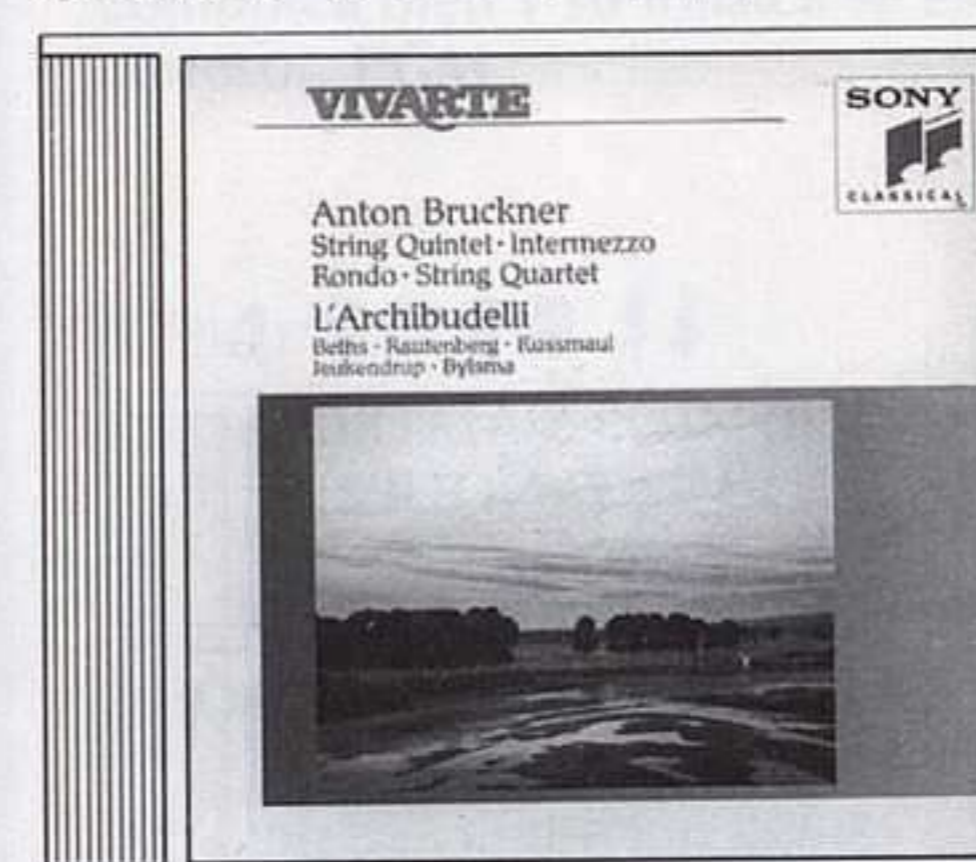 VIVARTE
SONY
CLASSICAL
Anton Bruckner
String Quintet · Intermezzo
Rondo · String Quartet
L'Archibudelli
Beths · Rautenberg · Kussmaul
Jeukendrup · Bylsma